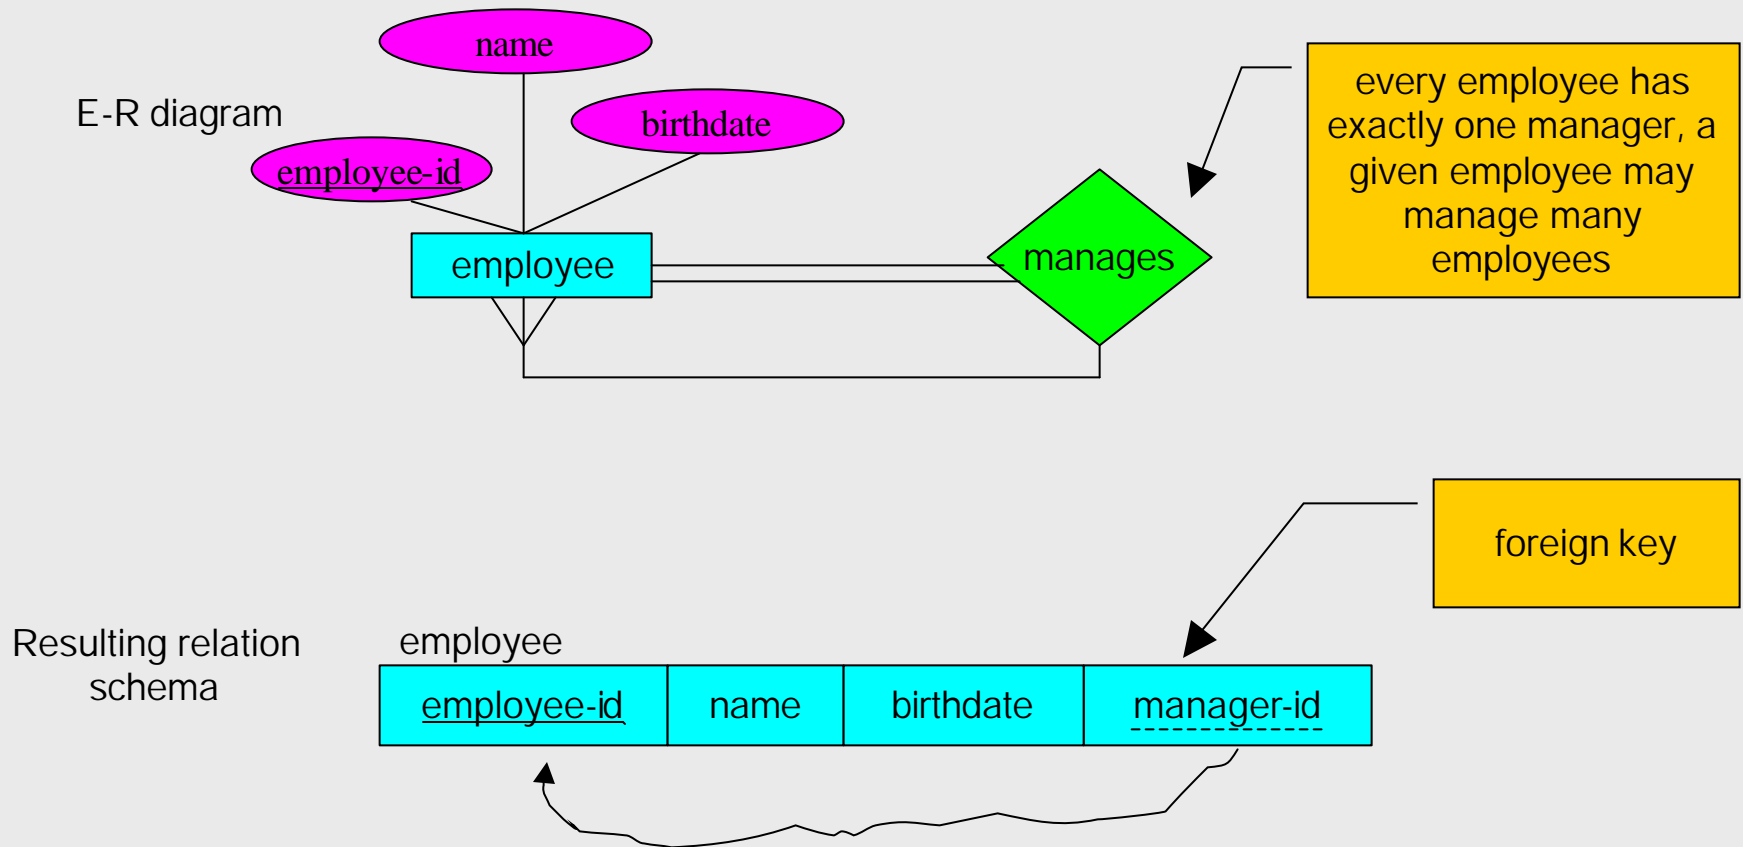 name
E-R diagram
birthdate
employee-id
employee
manages
every employee has
exactly one manager, a
given employee may
manage many
employees
foreign key
Resulting relation
schema
employee
employee-id
name
birthdate
manager-id